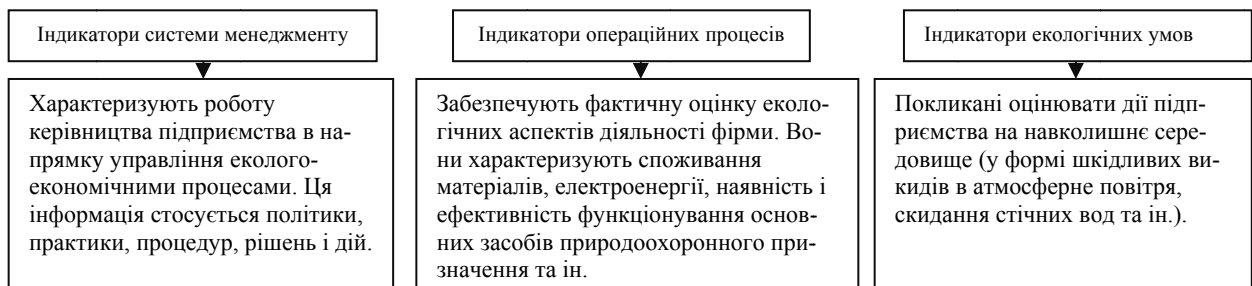 Індикатори системи менеджменту
Характеризують роботу
керівництва підприємства в на-
прямку управління еколого-
економічними процесами. Ця
інформація стосується політики,
практики, процедур, рішень і дій.
Індикатори операційних процесів
Забезпечують фактичну оцінку еколо-
гічних аспектів діяльності фірми. Во-
ни характеризують споживання
матеріалів, електроенергії, наявність і
ефективність функціонування основ-
них засобів природоохоронного при-
значення та ін.
Індикатори екологічних умов
Покликані оцінювати дії підп-
риємства на навколишнє сере-
довище (у формі шкідливих ви-
кидів в атмосферне повітря,
скидання стічних вод та ін.).